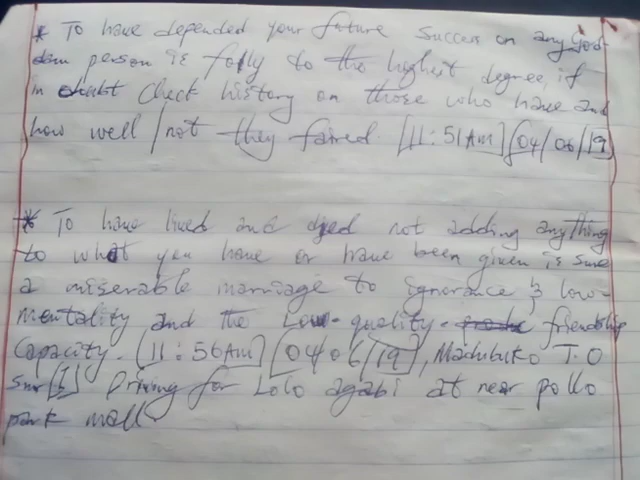 * To have depended your future success on any God-
dam person is folly to the highest degree, if
in doubt check history on those who have and
how well / not they faired. [11:51Am] [04/06/19]
* To have lived and died not adding anything
to what you have or have been given is sure
a miserable marriage to ignorance & low-
mentality and the Low-quality friendship
Capacity. [11:56Am] [04/06/19], Madubuko T.O
Driving for Lolo agabi at near pollo
park mall